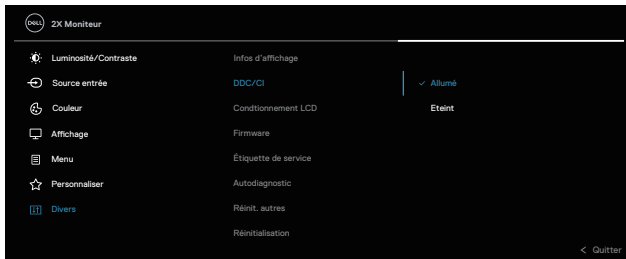 DELL 2X Moniteur
Luminosité/Contraste Infos d'affichage
Source entrée DDC/CI ✓ Allumé
Couleur Condtionnement LCD Eteint
Affichage Firmware
Menu Étiquette de service
Personnaliser Autodiagnostic
Divers Réinit. autres
Réinitialisation
< Quitter